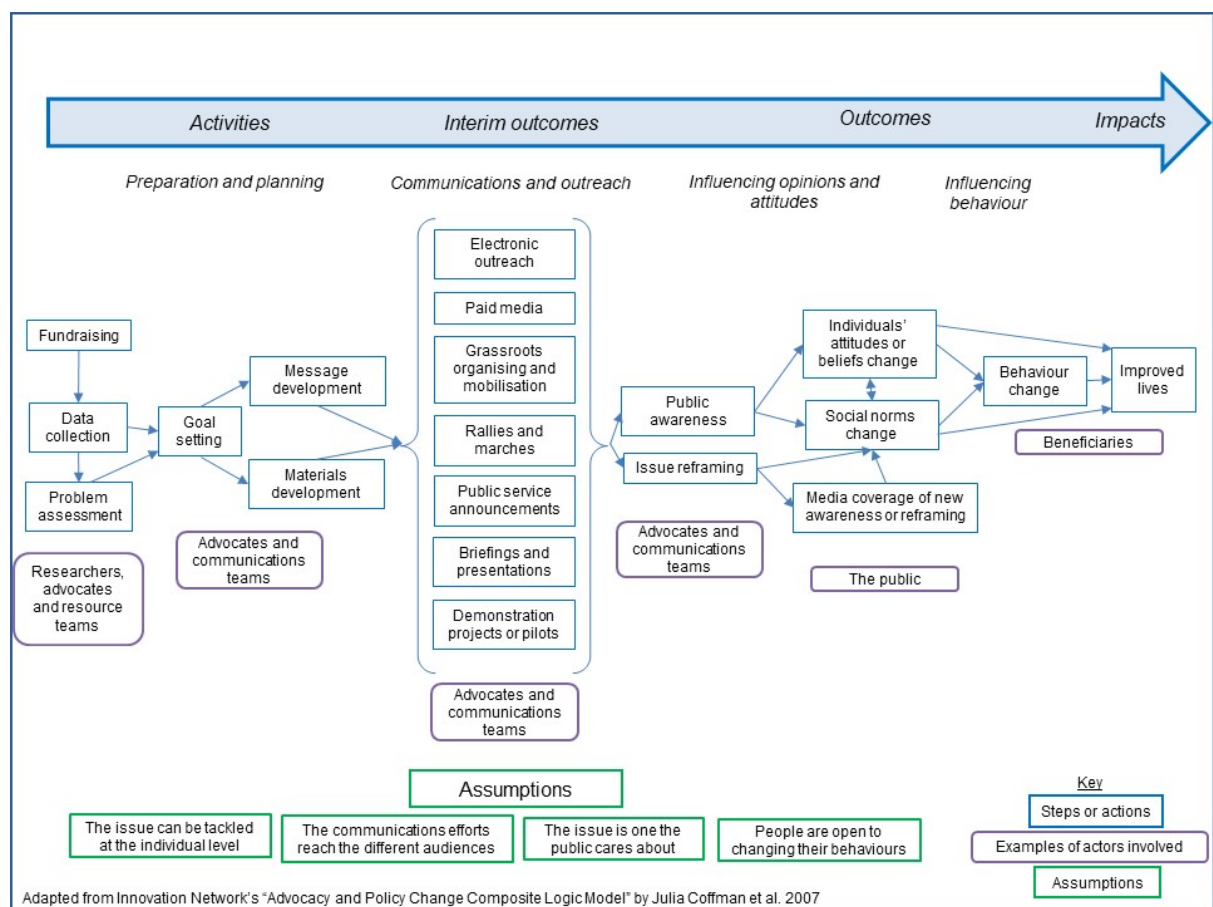 Activities
Interim outcomes
Outcomes
Impacts
Preparation and planning
Communications and outreach
Influencing opinions and
attitudes
Influencing
behaviour
Fundraising
Data
collection
Problem
assessment
Researchers,
advocates
and resource
teams
Goal
setting
Message
development
Materials
development
Advocates and
communications
teams
Electronic
outreach
Paid media
Grassroots
organising and
mobilisation
Rallies and
marches
Public service
announcements
Briefings and
presentations
Demonstration
projects or pilots
Advocates and
communications
teams
Public
awareness
Issue reframing
Advocates and
communications
teams
Individuals’
attitudes or
beliefs change
Social norms
change
Media coverage of new
awareness or reframing
The public
Behaviour
change
Improved
lives
Beneficiaries
Assumptions
The issue can be tackled
at the individual level
The communications efforts
reach the different audiences
The issue is one the
public cares about
People are open to
changing their behaviours
Key
Steps or actions
Examples of actors involved
Assumptions
Adapted from Innovation Network’s “Advocacy and Policy Change Composite Logic Model” by Julia Coffman et al. 2007